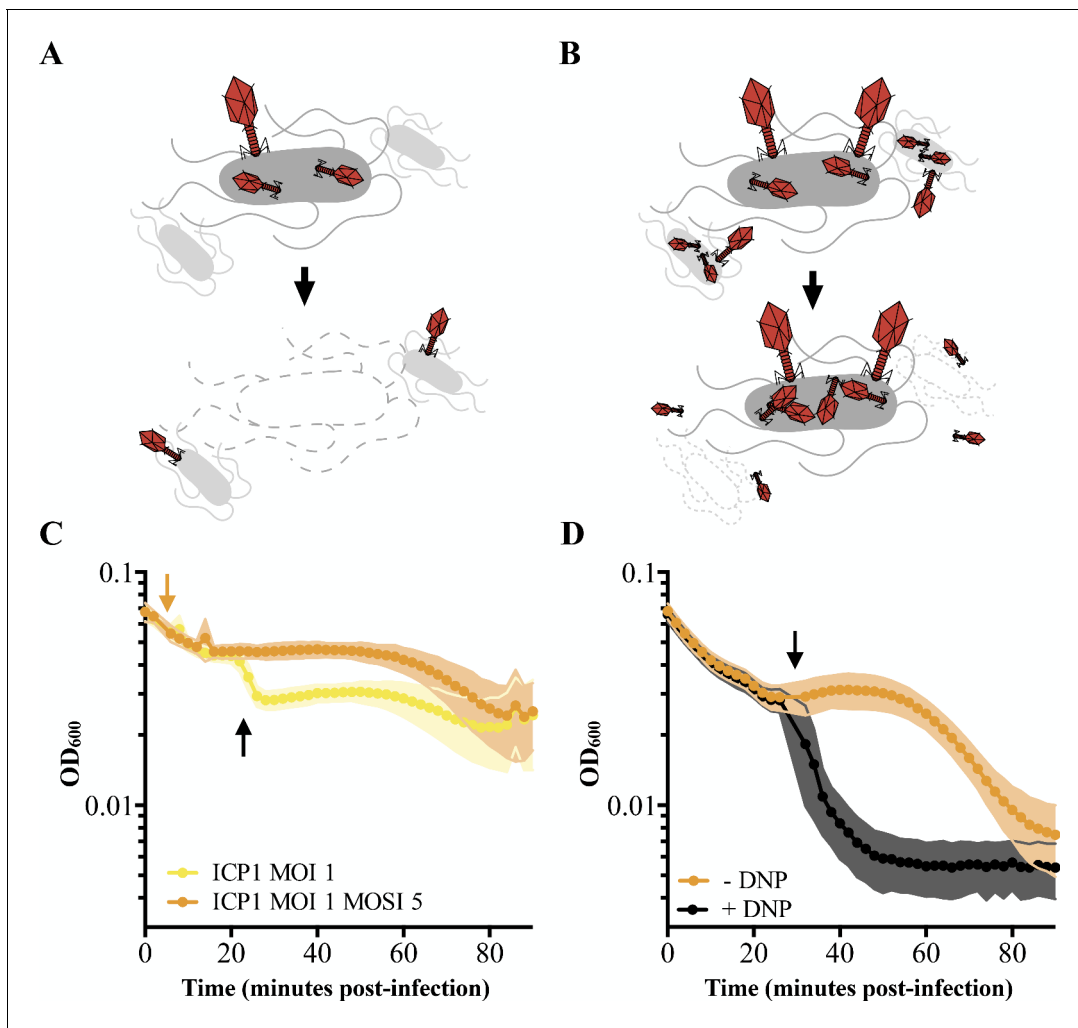 A
B
C
D
0.1
0.01
OD600
ICP1 MOI 1
ICP1 MOI 1 MOSI 5
0 20 40 60 80
Time (minutes post-infection)
0.1
0.01
OD600
- DNP
+ DNP
0 20 40 60 80
Time (minutes post-infection)